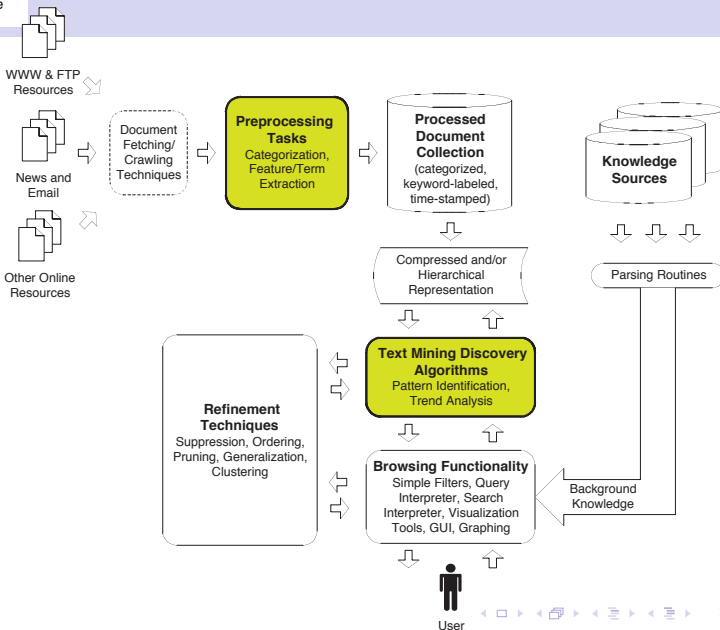 WWW & FTP
Resources
News and
Email
Other Online
Resources
Document
Fetching/
Crawling
Techniques
Preprocessing
Tasks
Categorization,
Feature/Term
Extraction
Processed
Document
Collection
(categorized,
keyword-labeled,
time-stamped)
Knowledge
Sources
Compressed and/or
Hierarchical
Representation
Parsing Routines
Text Mining Discovery
Algorithms
Pattern Identification,
Trend Analysis
Refinement
Techniques
Suppression, Ordering,
Pruning, Generalization,
Clustering
Browsing Functionality
Simple Filters, Query
Interpreter, Search
Interpreter, Visualization
Tools, GUI, Graphing
Background
Knowledge
User